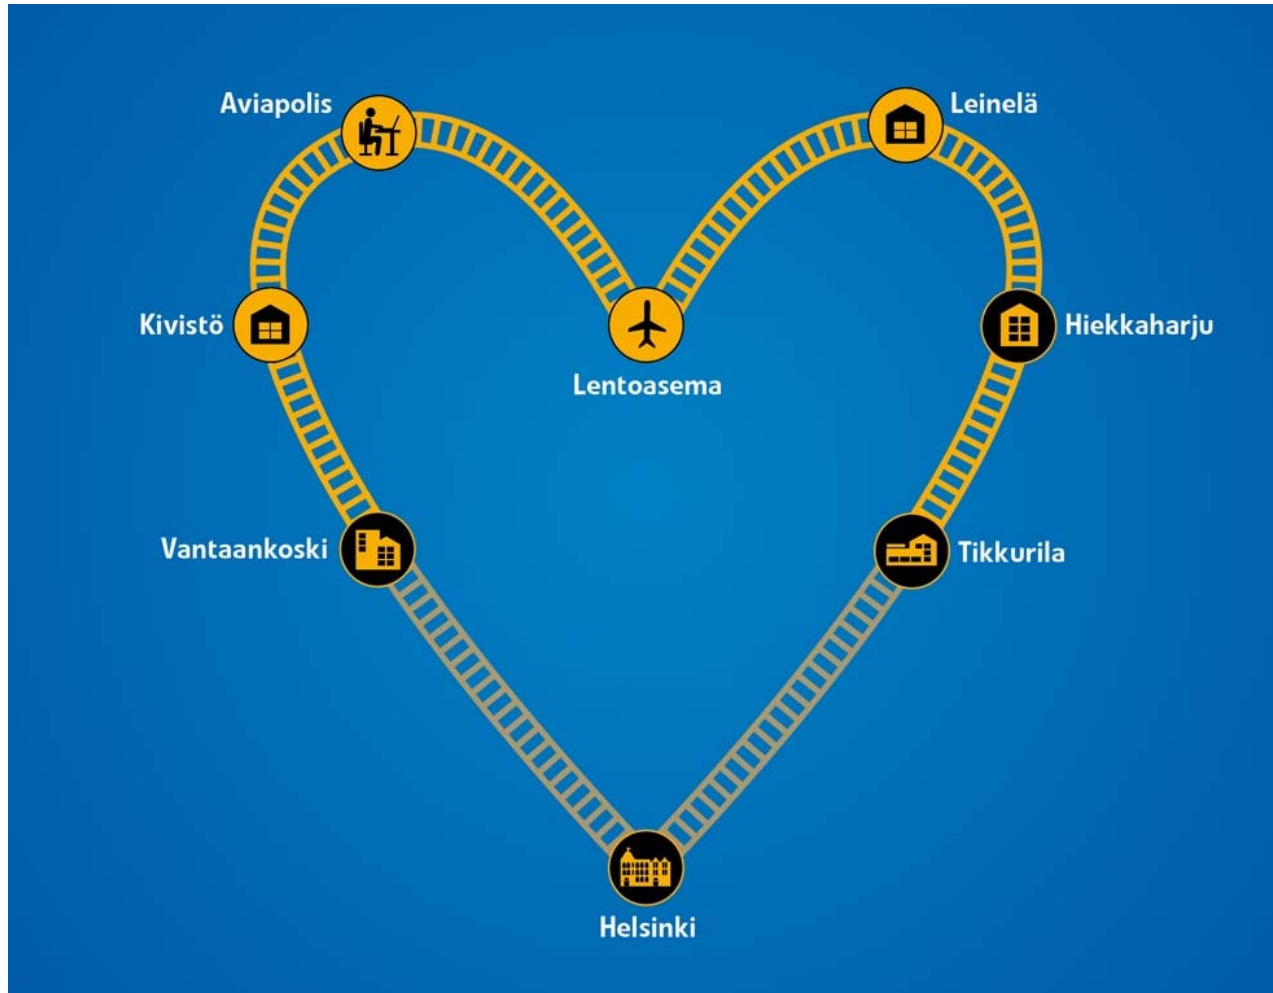 Aviapolis
Leinelä
Kivistö
Lentoasema
Hiekkaharju
Vantaankoski
Tikkurila
Helsinki